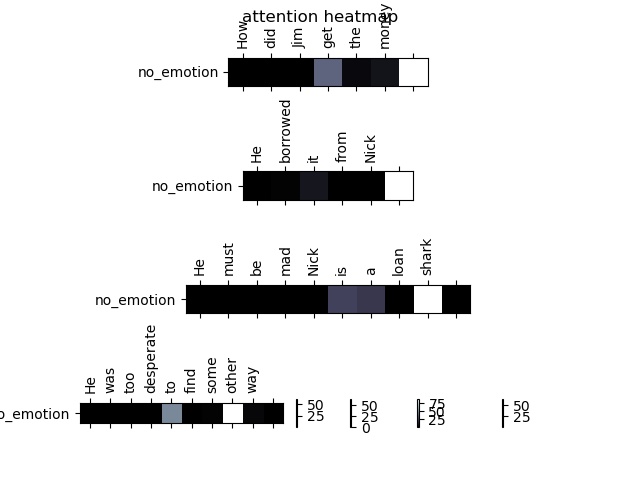 attention heatmap
How did Jim get the money
no_emotion
He borrowed it from Nick
no_emotion
He must be mad Nick is a loan shark
no_emotion
He was too desperate to find some other way
o_emotion
50
25
50
25
0
75
50
25
50
25